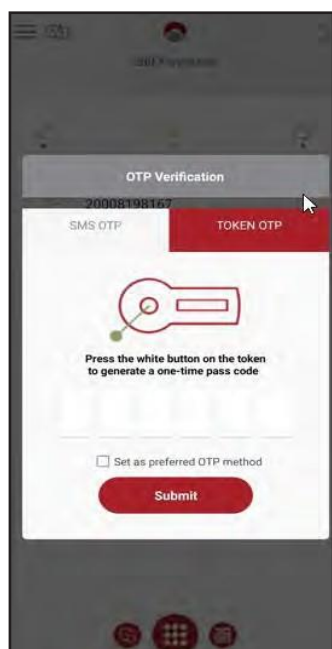 OTP Verification
20008198167
SMS OTP
TOKEN OTP
Press the white button on the token
to generate a one-time pass code
Set as preferred OTP method
Submit